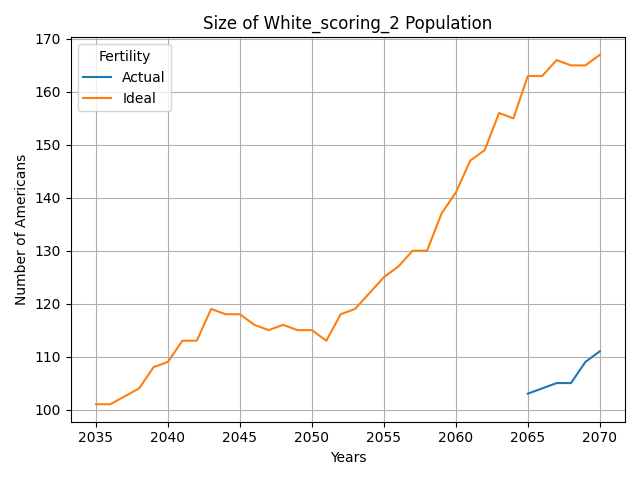 Size of White_scoring_2 Population
Fertility
Actual
Ideal
Number of Americans
170
160
150
140
130
120
110
100
2035 2040 2045 2050 2055 2060 2065 2070
Years